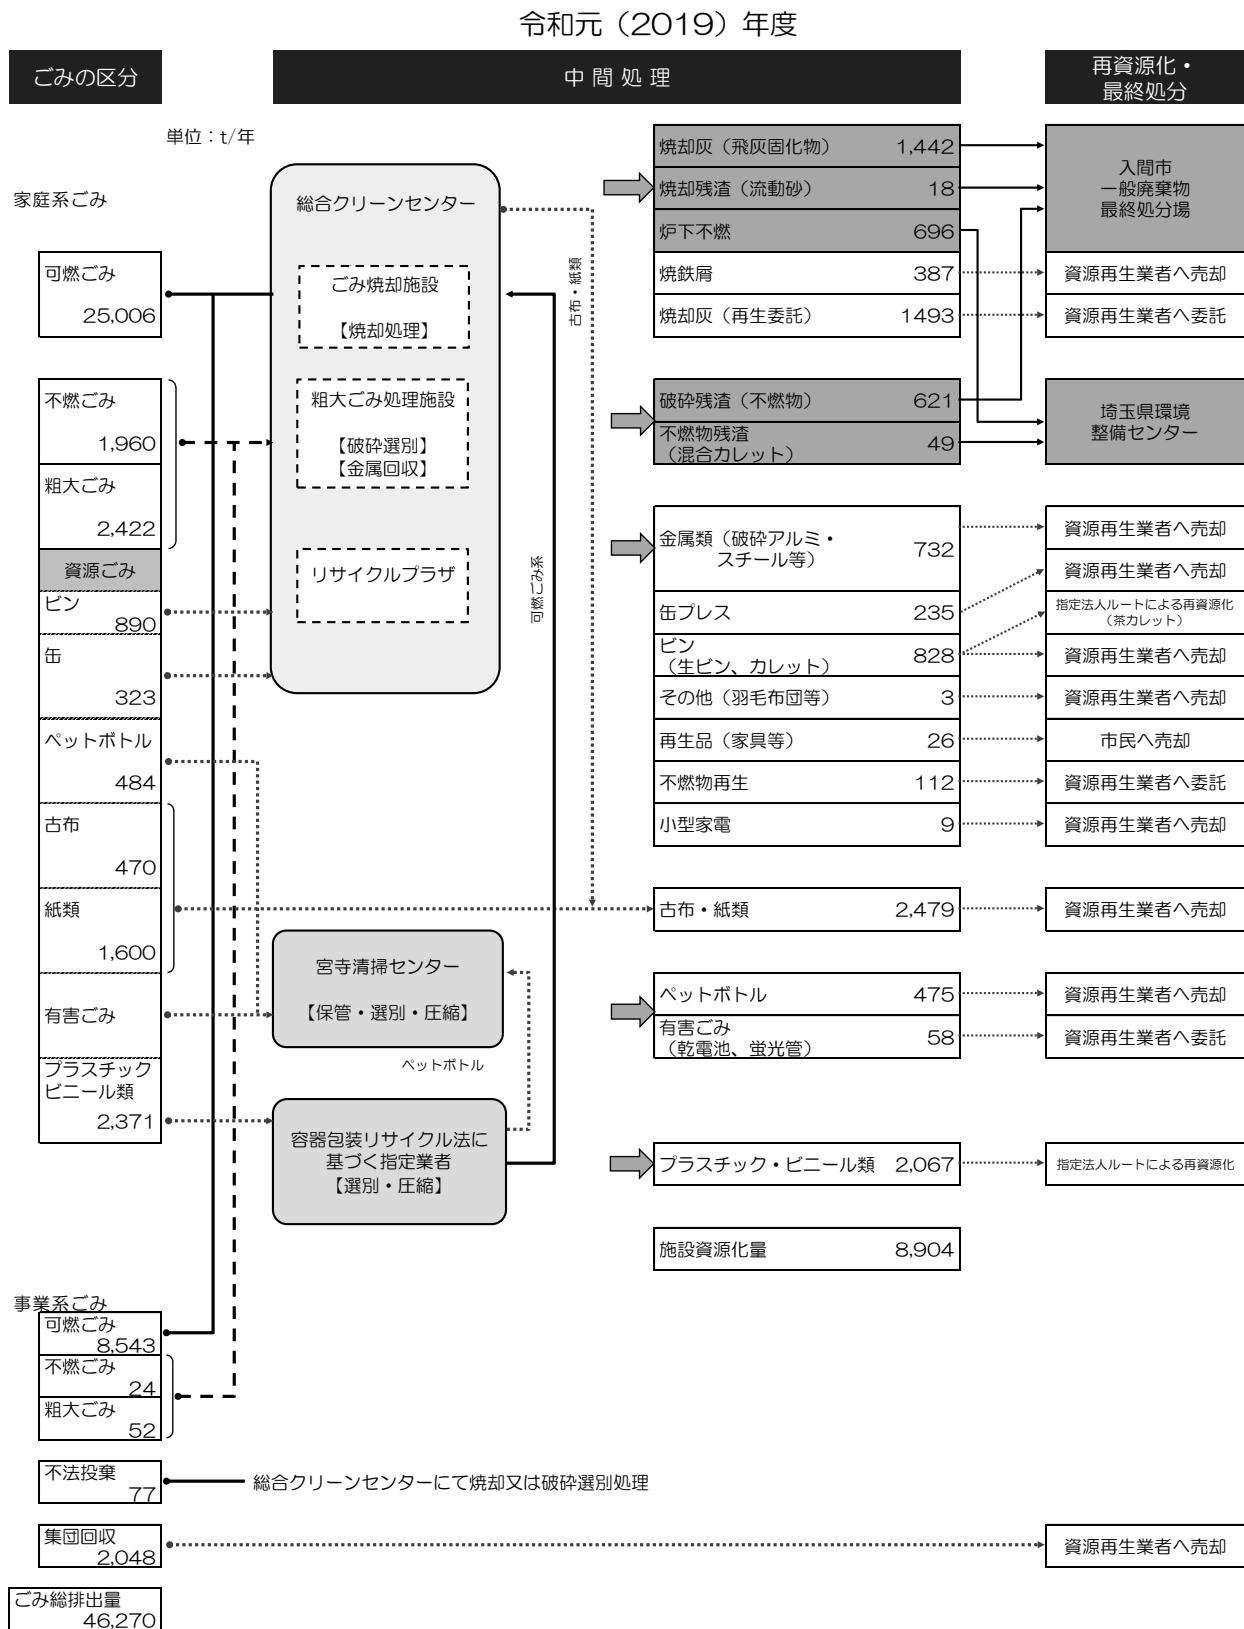 令和元（2019）年度
ごみの区分
中 間 処 理
再資源化・
最終処分
単位：t/年
家庭系ごみ
可燃ごみ
25,006
不燃ごみ
1,960
粗大ごみ
2,422
資源ごみ
ビン
890
缶
323
ペットボトル
484
古布
470
紙類
1,600
有害ごみ
プラスチック
ビニール類
2,371
事業系ごみ
可燃ごみ
8,543
不燃ごみ
24
粗大ごみ
52
不法投棄
77
集団回収
2,048
ごみ総排出量
46,270
総合クリーンセンター
ごみ焼却施設
【焼却処理】
粗大ごみ処理施設
【破砕選別】
【金属回収】
リサイクルプラザ
古布・紙類
可燃ごみ系
宮寺清掃センター
【保管・選別・圧縮】
ペットボトル
容器包装リサイクル法に
基づく指定業者
【選別・圧縮】
総合クリーンセンターにて焼却又は破砕選別処理
焼却灰（飛灰固化物） 1,442
焼却残渣（流動砂） 18
炉下不燃 696
焼鉄屑 387
焼却灰（再生委託） 1493
破砕残渣（不燃物） 621
不燃物残渣
（混合カレット） 49
金属類（破砕アルミ・
スチール等） 732
缶プレス 235
ビン
（生ビン、カレット） 828
その他（羽毛布団等） 3
再生品（家具等） 26
不燃物再生 112
小型家電 9
古布・紙類 2,479
ペットボトル 475
有害ごみ
（乾電池、蛍光管） 58
プラスチック・ビニール類 2,067
施設資源化量 8,904
入間市
一般廃棄物
最終処分場
資源再生業者へ売却
資源再生業者へ委託
埼玉県環境
整備センター
資源再生業者へ売却
資源再生業者へ売却
指定法人ルートによる再資源化
（茶カレット）
資源再生業者へ売却
資源再生業者へ売却
市民へ売却
資源再生業者へ委託
資源再生業者へ売却
資源再生業者へ売却
資源再生業者へ売却
資源再生業者へ委託
指定法人ルートによる再資源化
資源再生業者へ売却